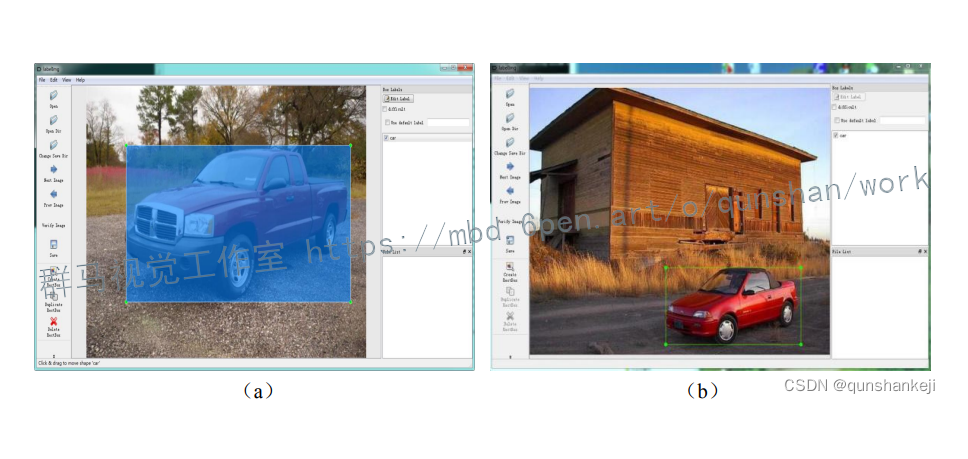 labelImg
File Edit View Help
Open
Open Dir
Change Save Dir
Next Image
Prev Image
Verify Image
Save
Create
RectBox
Duplicate
RectBox
Delete
RectBox
Box Labels
Edit Label
difficult
Use default label
car
File List
Click & drag to move shape 'car'
(a)
labelImg
File Edit View Help
Open
Open Dir
Change Save Dir
Next Image
Prev Image
Verify Image
Save
Create
RectBox
Duplicate
RectBox
Delete
RectBox
Box Labels
Edit Label
difficult
Use default label
car
File List
(b)
群马视觉工作室 https://mbd.6pen.art/o/qunshan/work
CSDN @qunshankeji